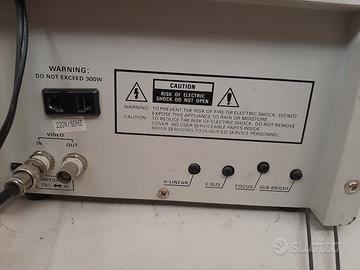 WARNING:
DO NOT EXCEED 300W
CAUTION
RISK OF ELECTRIC
SHOCK DO NOT OPEN
220V/50HZ
WARNING: TO PREVENT THE RISK OF FIRE OR ELECTRIC SHOCK, DO NOT
EXPOSE THIS APPLIANCE TO RAIN OR MOISTURE
CAUTION: TO REDUCE THE RISK OF ELECTRIC SHOCK, DO NOT REMOVE
COVER. NO USER SERVICEABLE PARTS INSIDE
REFER SERVICING TO QUALIFIED SERVICE PERSONNEL.
VIDEO
IN OUT
75Ω HI
V-LINEAR V-SIZE FOCUS SUB-BRIGHT
subito